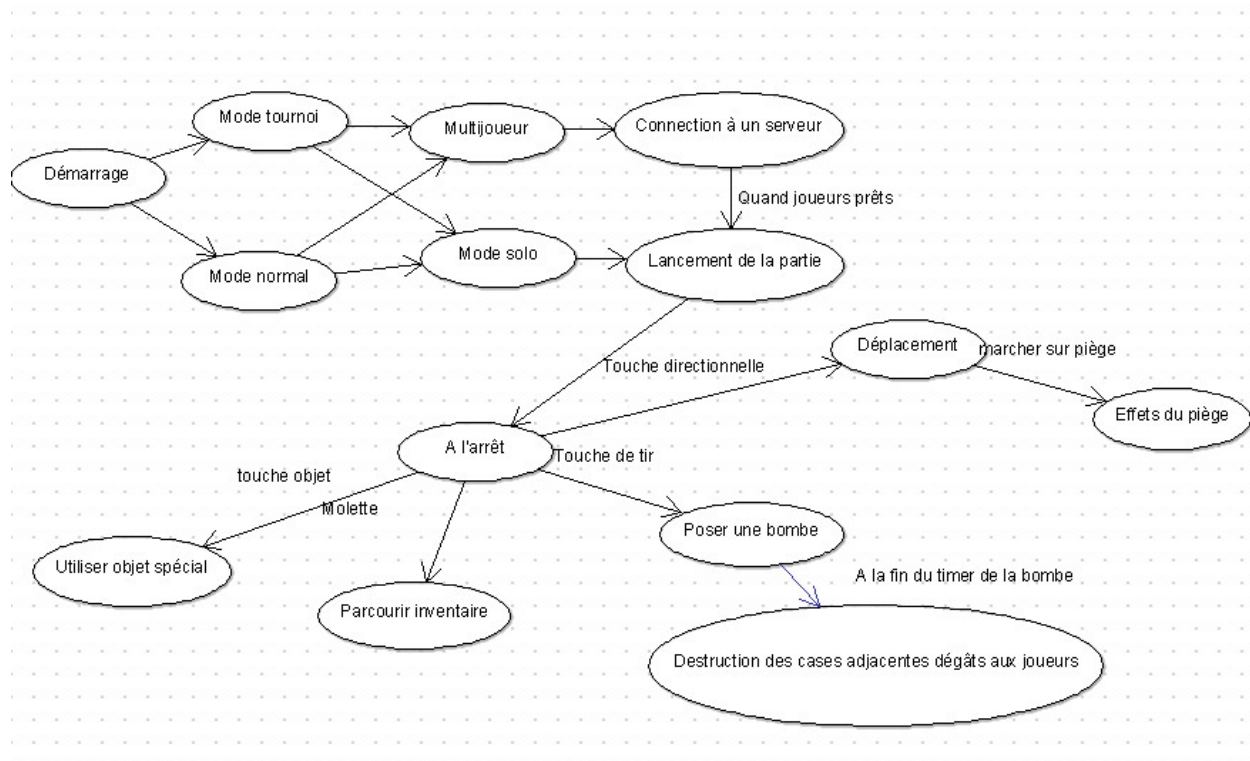 Mode tournoi
Multijoueur
Connection à un serveur
Démarrage
Quand joueurs prêts
Mode normal
Mode solo
Lancement de la partie
Déplacement
marcher sur piège
Touche directionnelle
Effets du piège
A l'arrêt
Touche de tir
touche objet
Molette
Poser une bombe
Utiliser objet spécial
A la fin du timer de la bombe
Parcourir inventaire
Destruction des cases adjacentes dégâts aux joueurs